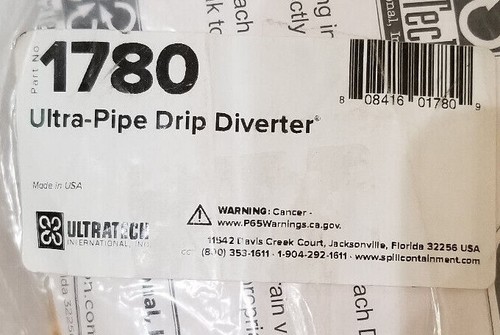 Part No
1780
Ultra-Pipe Drip Diverter®
8 08416 01780 9
Made in USA
ULTRATECH
INTERNATIONAL, INC.
WARNING: Cancer -
www.P65Warnings.ca.gov.
11542 Davis Creek Court, Jacksonville, Florida 32256 USA
(800) 353-1611 · 1-904-292-1611 · www.spillcontainment.com